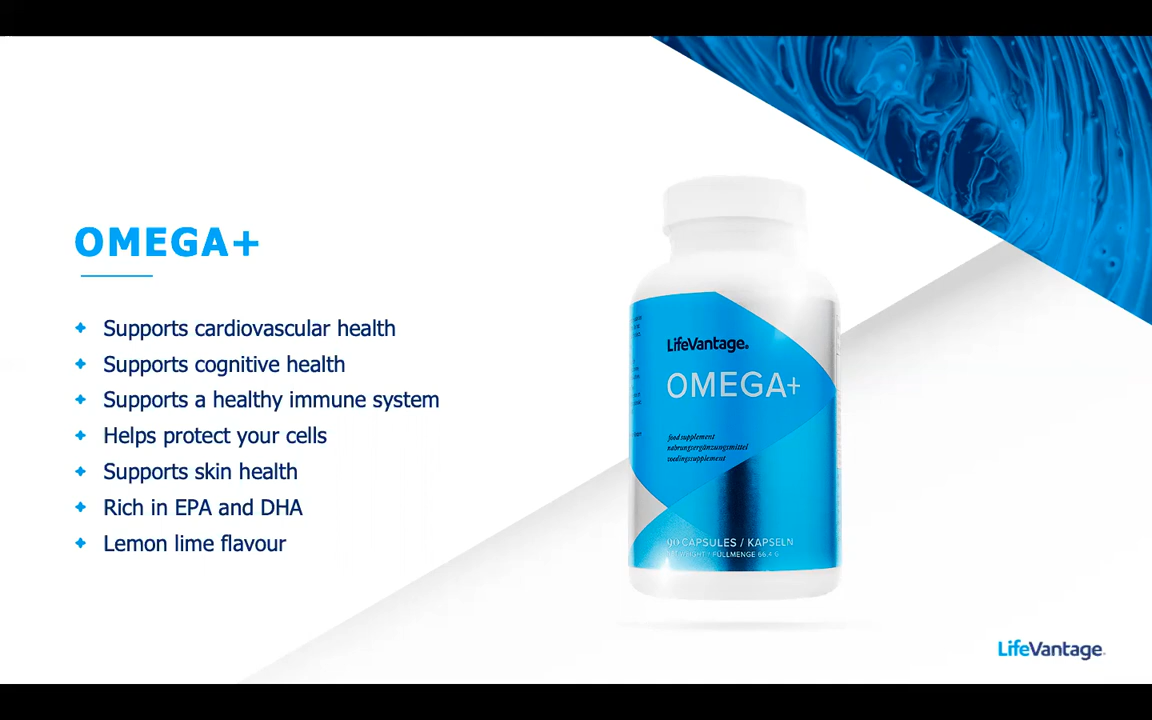 OMEGA+
Supports cardiovascular health
Supports cognitive health
Supports a healthy immune system
Helps protect your cells
Supports skin health
Rich in EPA and DHA
Lemon lime flavour
LifeVantage.
OMEGA+
food supplement
nahrungsergänzungsmittel
voedingssupplement
90 CAPSULES / KAPSELN
WEIGHT / FÜLLMENGE 66.4 G
LifeVantage